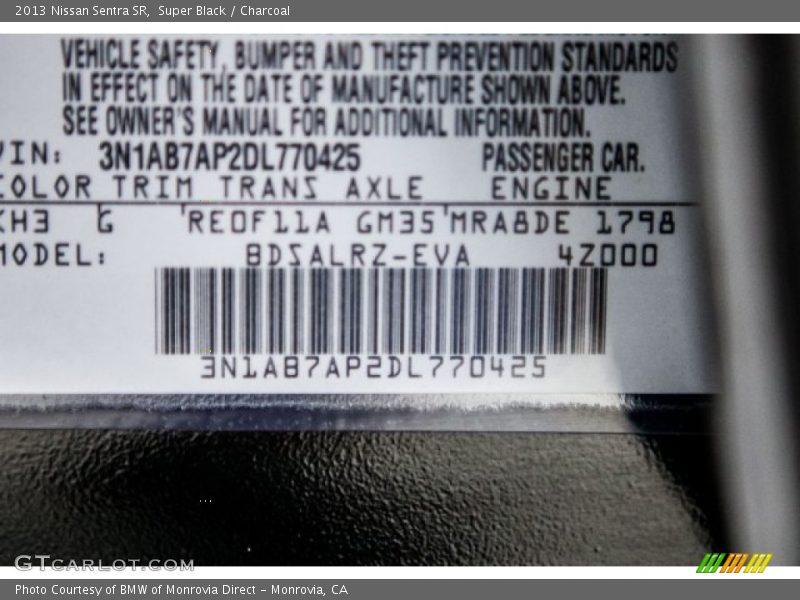 2013 Nissan Sentra SR, Super Black / Charcoal
VEHICLE SAFETY, BUMPER AND THEFT PREVENTION STANDARDS
IN EFFECT ON THE DATE OF MANUFACTURE SHOWN ABOVE.
SEE OWNER'S MANUAL FOR ADDITIONAL INFORMATION.
VIN: 3N1AB7AP2DL770425 PASSENGER CAR.
COLOR TRIM TRANS AXLE ENGINE
KH3 G RE0F11A GM35 MRA8DE 1798
MODEL: BDSALRZ-EVA 4Z000
3N1AB7AP2DL770425
GTCARLOT.COM
Photo Courtesy of BMW of Monrovia Direct - Monrovia, CA